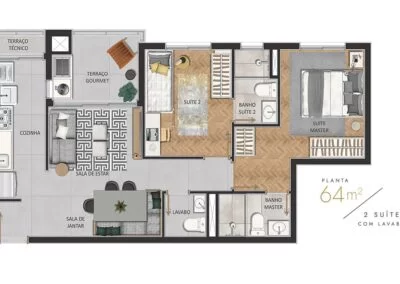 TERRAÇO
TÉCNICO
TERRAÇO
GOURMET
COZINHA
SUÍTE 2
BANHO
SUÍTE 2
SUÍTE
MASTER
SALA DE ESTAR
SALA DE
JANTAR
LAVABO
BANHO
MASTER
PLANTA
64m²
2 SUÍTE
COM LAVAB